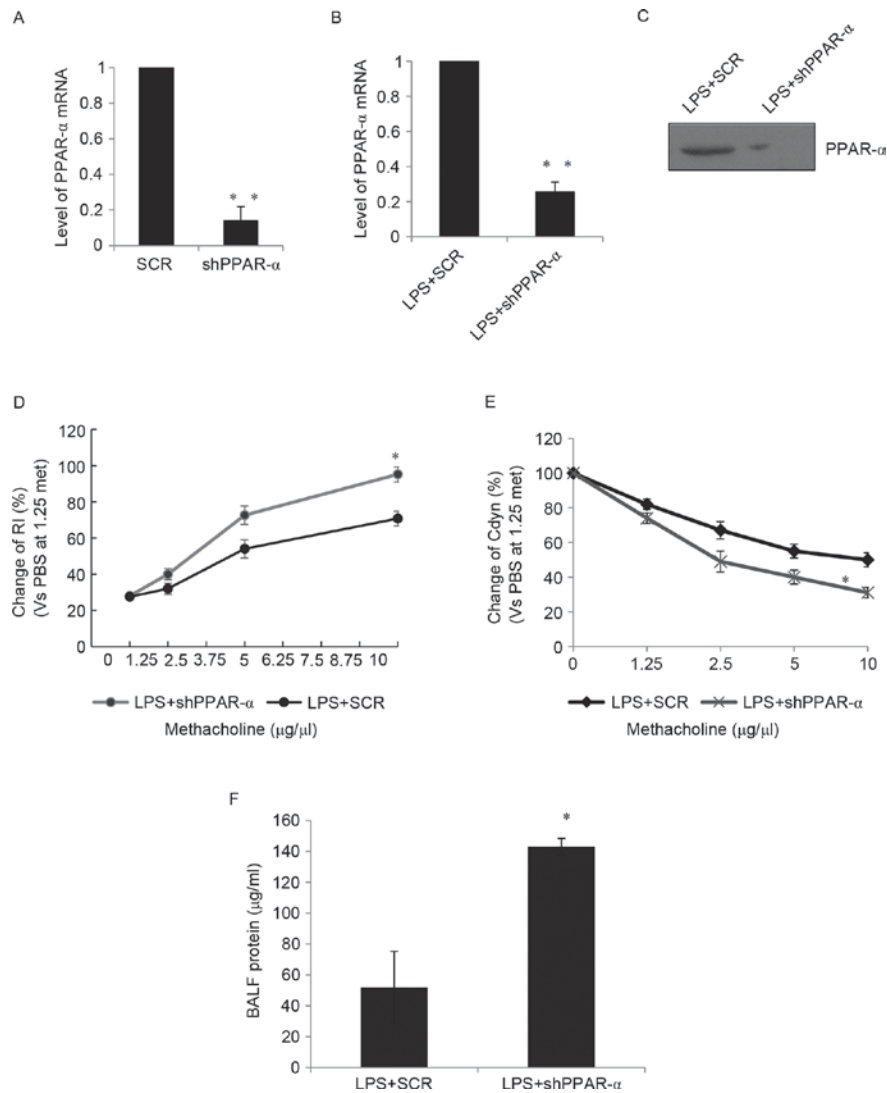 A
Level of PPAR-α mRNA
1
0.8
0.6
0.4
0.2
0
* *
SCR
shPPAR-α
B
Level of PPAR-α mRNA
1
0.8
0.6
0.4
0.2
0
* *
LPS+SCR
LPS+shPPAR-α
C
LPS+SCR
LPS+shPPAR-α
PPAR-α
D
Change of RI (%)
(Vs PBS at 1.25 met)
120
100
80
60
40
20
0
*
0 1.25 2.5 3.75 5 6.25 7.5 8.75 10
LPS+shPPAR-α LPS+SCR
Methacholine (µg/µl)
E
Change of Cdyn (%)
(Vs PBS at 1.25 met)
120
100
80
60
40
20
0
*
0 1.25 2.5 5 10
LPS+SCR LPS+shPPAR-α
Methacholine (µg/µl)
F
BALF protein (µg/ml)
160
140
120
100
80
60
40
20
0
*
LPS+SCR
LPS+shPPAR-α